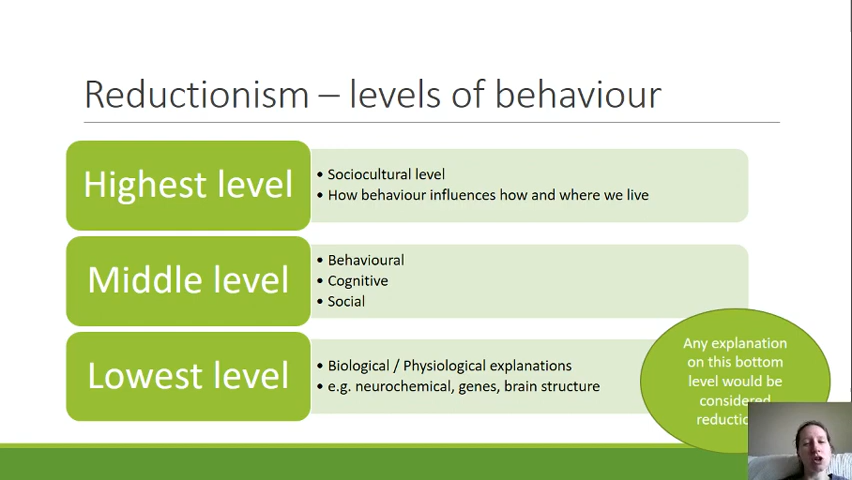 Reductionism – levels of behaviour
Highest level
• Sociocultural level
• How behaviour influences how and where we live
Middle level
• Behavioural
• Cognitive
• Social
Lowest level
• Biological / Physiological explanations
• e.g. neurochemical, genes, brain structure
Any explanation
on this bottom
level would be
considered